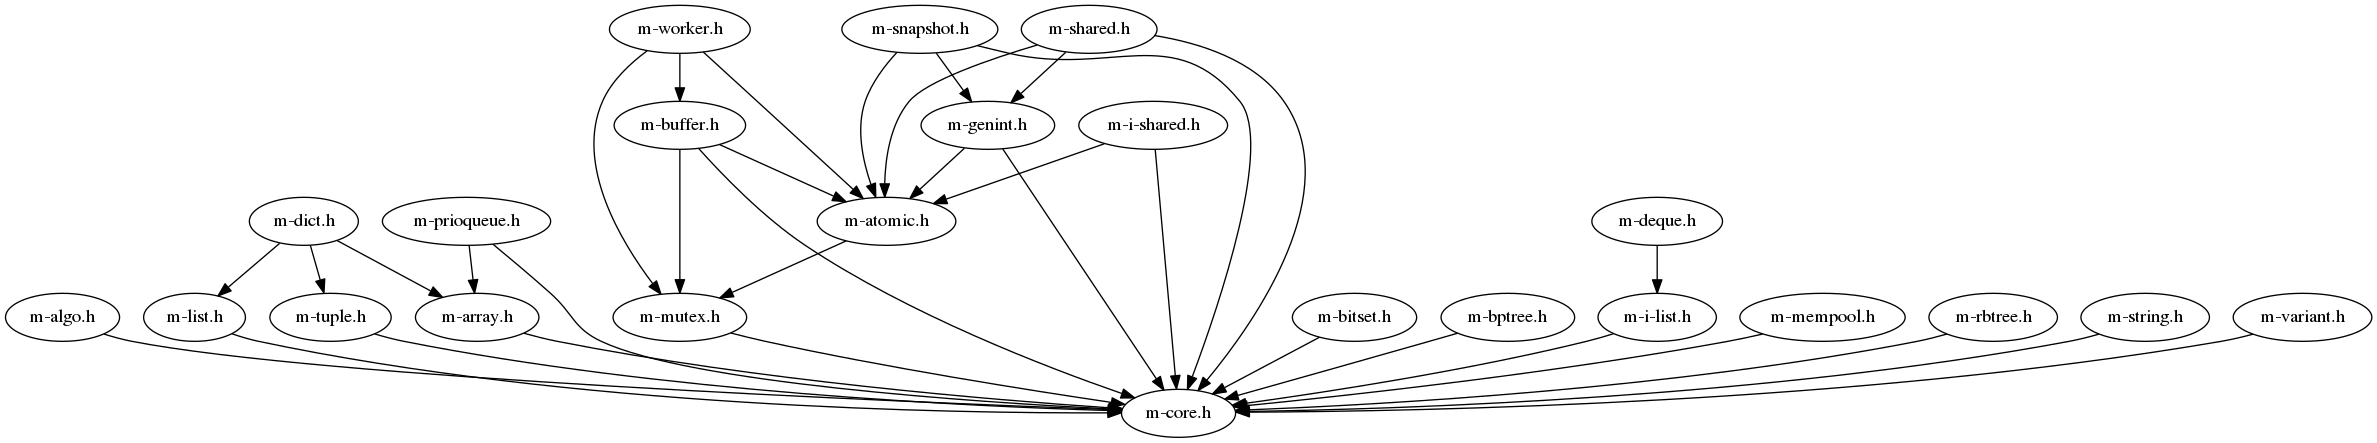 m-worker.h
m-snapshot.h
m-shared.h
m-buffer.h
m-genint.h
m-i-shared.h
m-dict.h
m-prioqueue.h
m-atomic.h
m-deque.h
m-algo.h
m-list.h
m-tuple.h
m-array.h
m-mutex.h
m-bitset.h
m-bptree.h
m-i-list.h
m-mempool.h
m-rbtree.h
m-string.h
m-variant.h
m-core.h